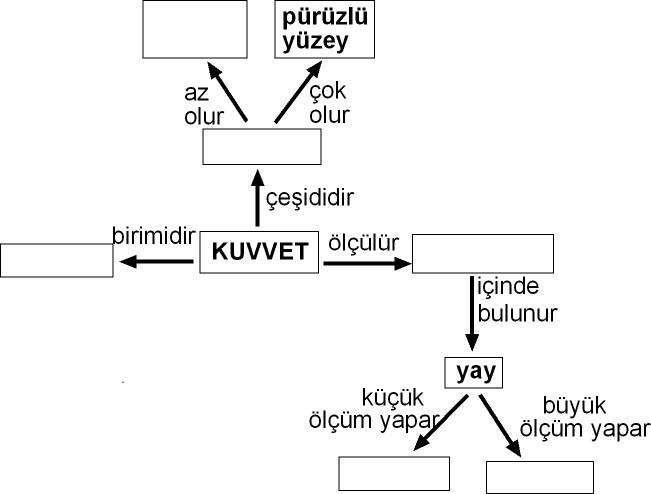 pürüzlü
yüzey
az
olur
çok
olur
çeşididir
birimidir
KUVVET
ölçülür
içinde
bulunur
yay
küçük
ölçüm yapar
büyük
ölçüm yapar